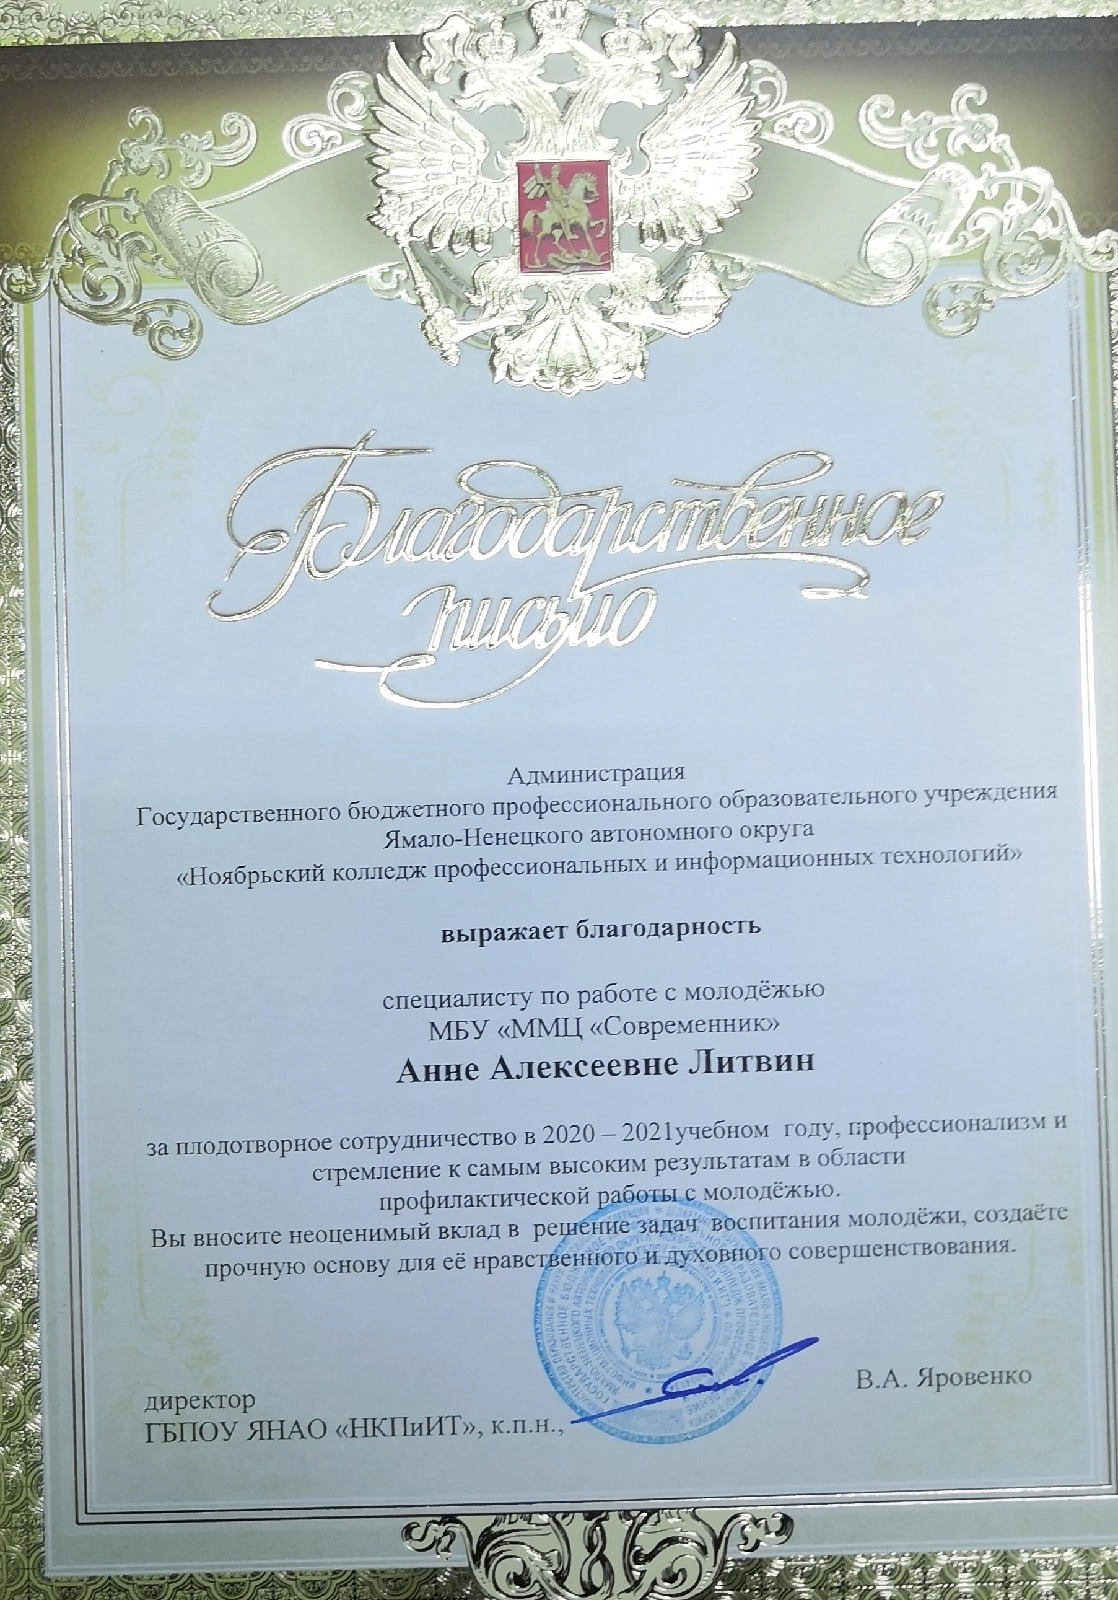 Благодарственное
письмо
Администрация
Государственного бюджетного профессионального образовательного учреждения
Ямало-Ненецкого автономного округа
«Ноябрьский колледж профессиональных и информационных технологий»
выражает благодарность
специалисту по работе с молодёжью
МБУ «ММЦ «Современник»
Анне Алексеевне Литвин
за плодотворное сотрудничество в 2020 – 2021учебном году, профессионализм и
стремление к самым высоким результатам в области
профилактической работы с молодёжью.
Вы вносите неоценимый вклад в решение задач воспитания молодёжи, создаёте
прочную основу для её нравственного и духовного совершенствования.
директор
ГБПОУ ЯНАО «НКПиИТ», к.п.н.,
В.А. Яровенко